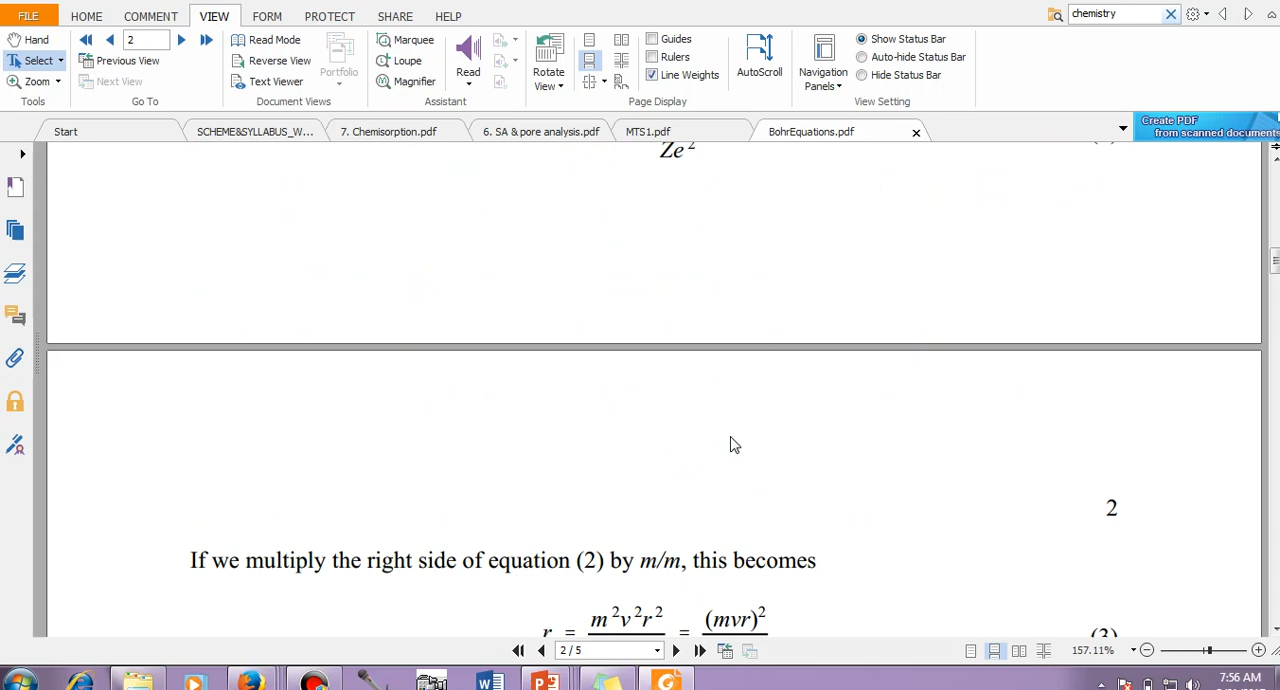 FILE HOME COMMENT VIEW FORM PROTECT SHARE HELP chemistry
Hand 2 Read Mode Marquee Guides Show Status Bar
Select Previous View Reverse View Loupe Rulers Auto-hide Status Bar
Zoom Next View Text Viewer Portfolio Magnifier Read Rotate View Line Weights AutoScroll Navigation Panels Hide Status Bar
Tools Go To Document Views Assistant Page Display View Setting
Start SCHEME&SYLLABUS_W... 7. Chemisorption.pdf 6. SA & pore analysis.pdf MTS1.pdf BohrEquations.pdf Create PDF
from scanned documents
Ze²
2
If we multiply the right side of equation (2) by m/m, this becomes
r = m²v²r² = (mvr)² (3)
2 / 5 157.11%
7:56 AM